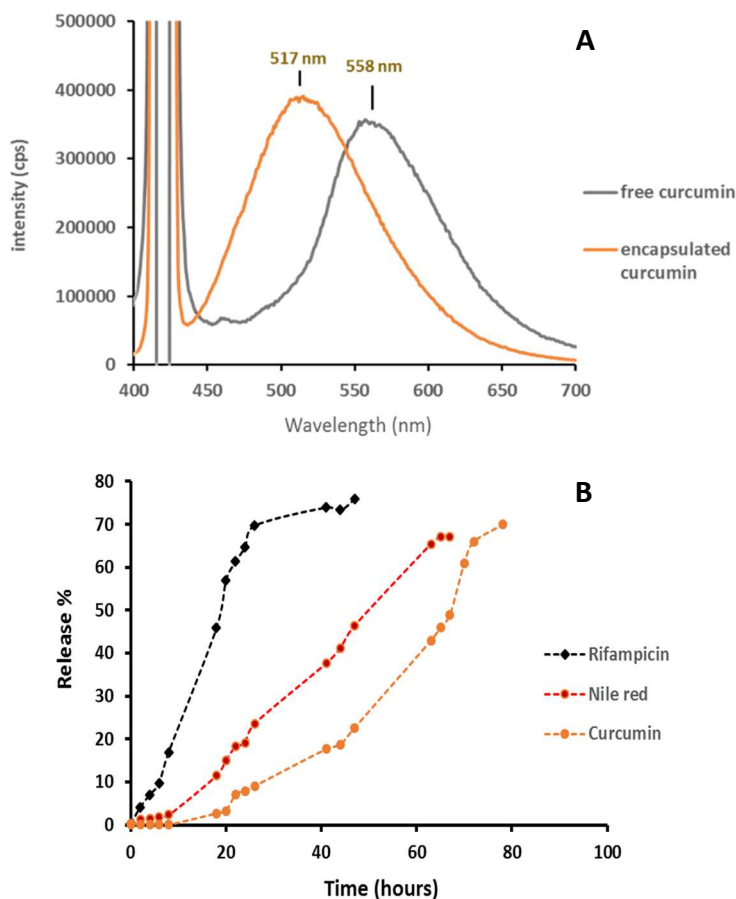 A
500000
400000
300000
200000
100000
0
intensity (cps)
517 nm
558 nm
free curcumin
encapsulated
curcumin
400 450 500 550 600 650 700
Wavelength (nm)
B
80
70
60
50
40
30
20
10
0
Release %
Rifampicin
Nile red
Curcumin
0 20 40 60 80 100
Time (hours)